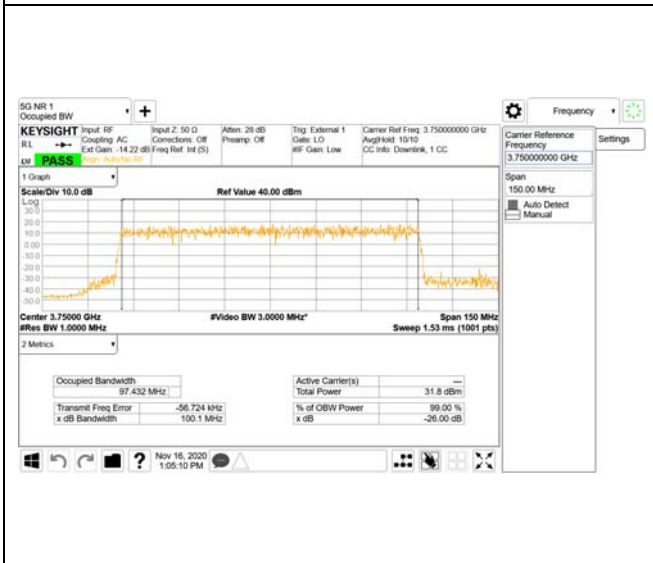 5G NR 1
Occupied BW
Frequency
KEYSIGHT
RL
PASS
Input: RF
Coupling: AC
Ext Gain: -14.22 dB
Align: Auto/No RF
Input Z: 50 Ω
Corrections: Off
Freq Ref: Int (S)
Atten: 28 dB
Preamp: Off
Trig: External 1
Gate: LO
#IF Gain: Low
Carrier Ref Freq: 3.750000000 GHz
Avg|Hold: 10/10
CC Info: Downlink, 1 CC
Carrier Reference
Frequency
3.750000000 GHz
Settings
Span
150.00 MHz
Auto Detect
Manual
1 Graph
Scale/Div 10.0 dB
Ref Value 40.00 dBm
Log
30.0
20.0
10.0
0.00
-10.0
-20.0
-30.0
-40.0
-50.0
Center 3.75000 GHz
#Video BW 3.0000 MHz*
Span 150 MHz
#Res BW 1.0000 MHz
Sweep 1.53 ms (1001 pts)
2 Metrics
Occupied Bandwidth
97.432 MHz
Transmit Freq Error -56.724 kHz
x dB Bandwidth 100.1 MHz
Active Carrier(s) ---
Total Power 31.8 dBm
% of OBW Power 99.00 %
x dB -26.00 dB
Nov 16, 2020
1:05:10 PM